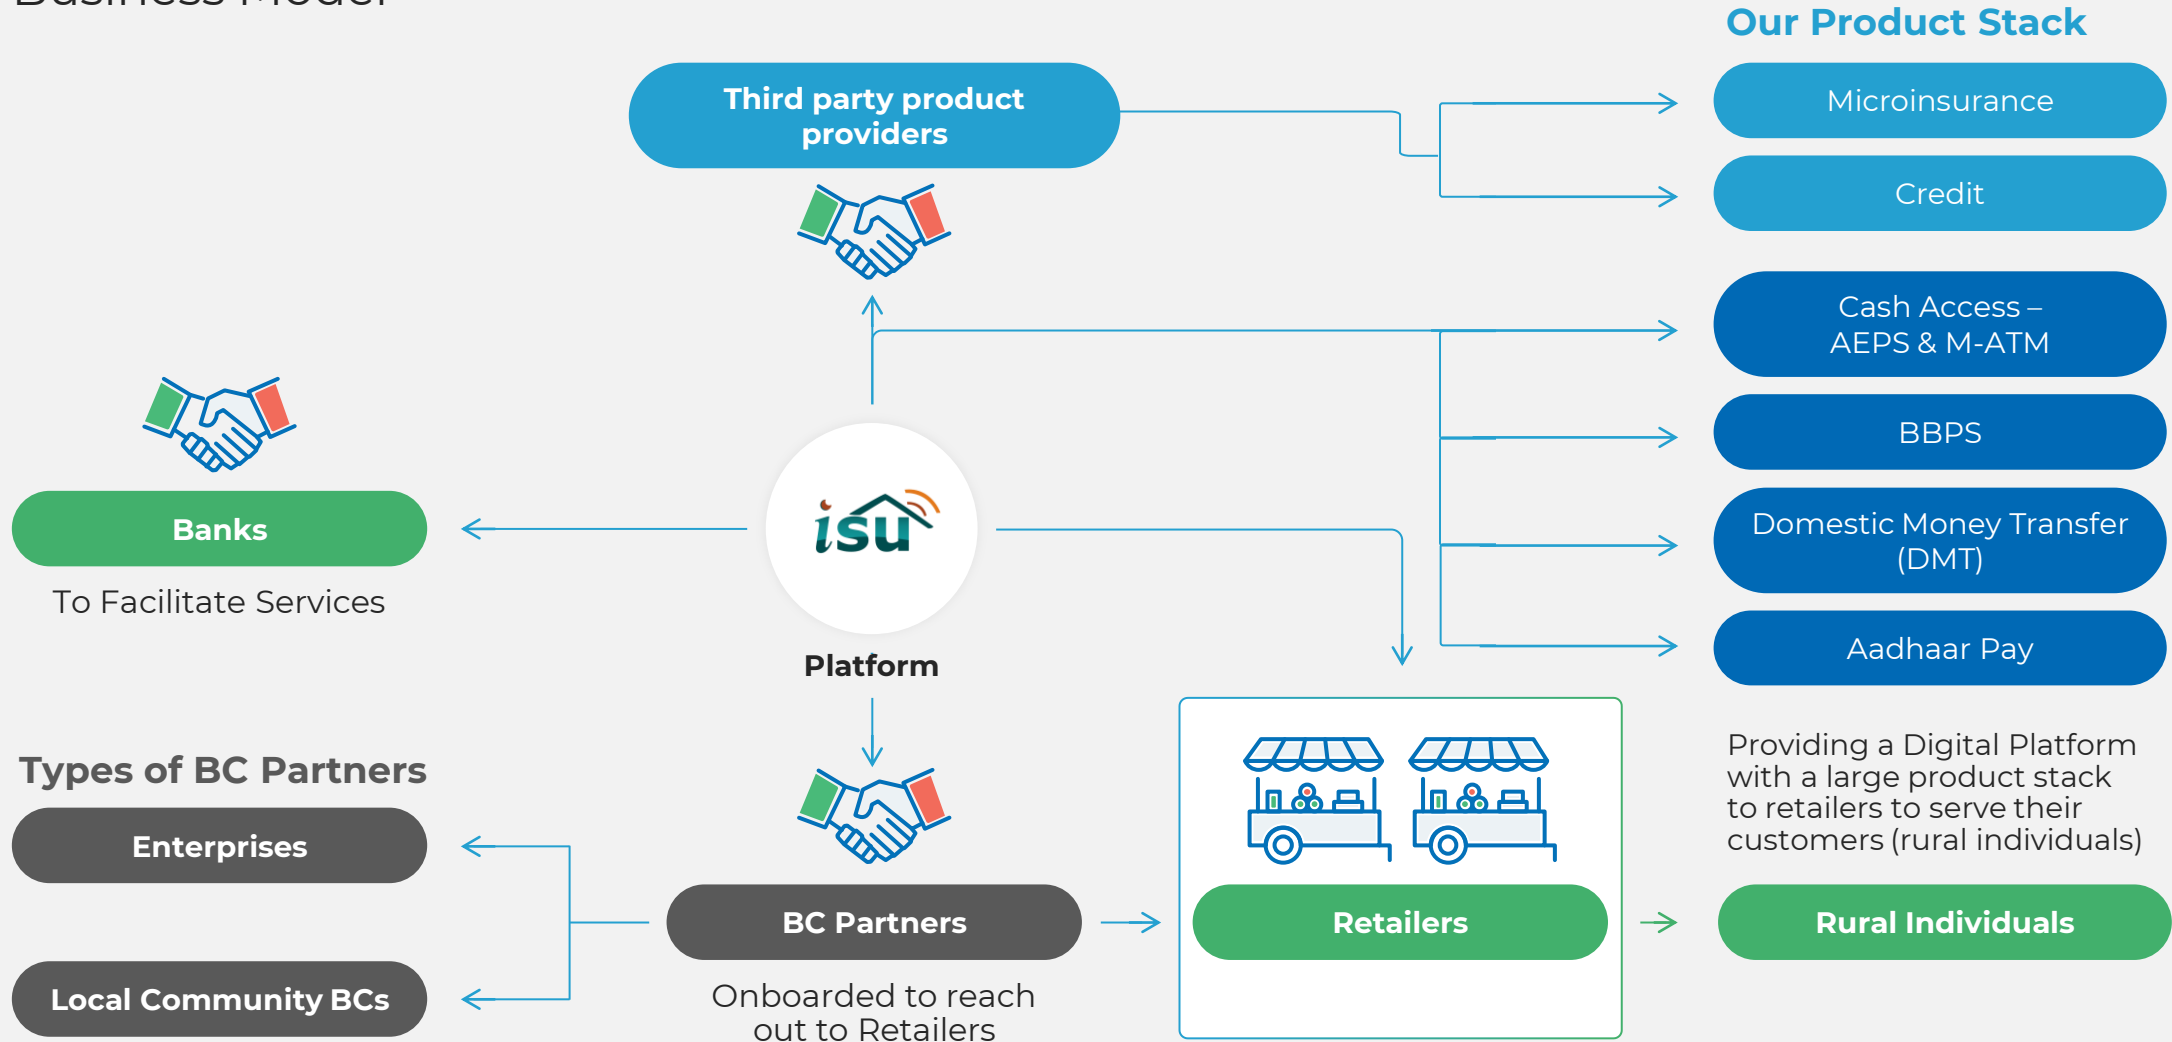 Business Model
Our Product Stack
Third party product
providers
Microinsurance
Credit
Cash Access –
AEPS & M-ATM
BBPS
Domestic Money Transfer
(DMT)
Aadhaar Pay
Banks
To Facilitate Services
isu
Platform
Types of BC Partners
Enterprises
Local Community BCs
BC Partners
Onboarded to reach
out to Retailers
Retailers
Providing a Digital Platform
with a large product stack
to retailers to serve their
customers (rural individuals)
Rural Individuals